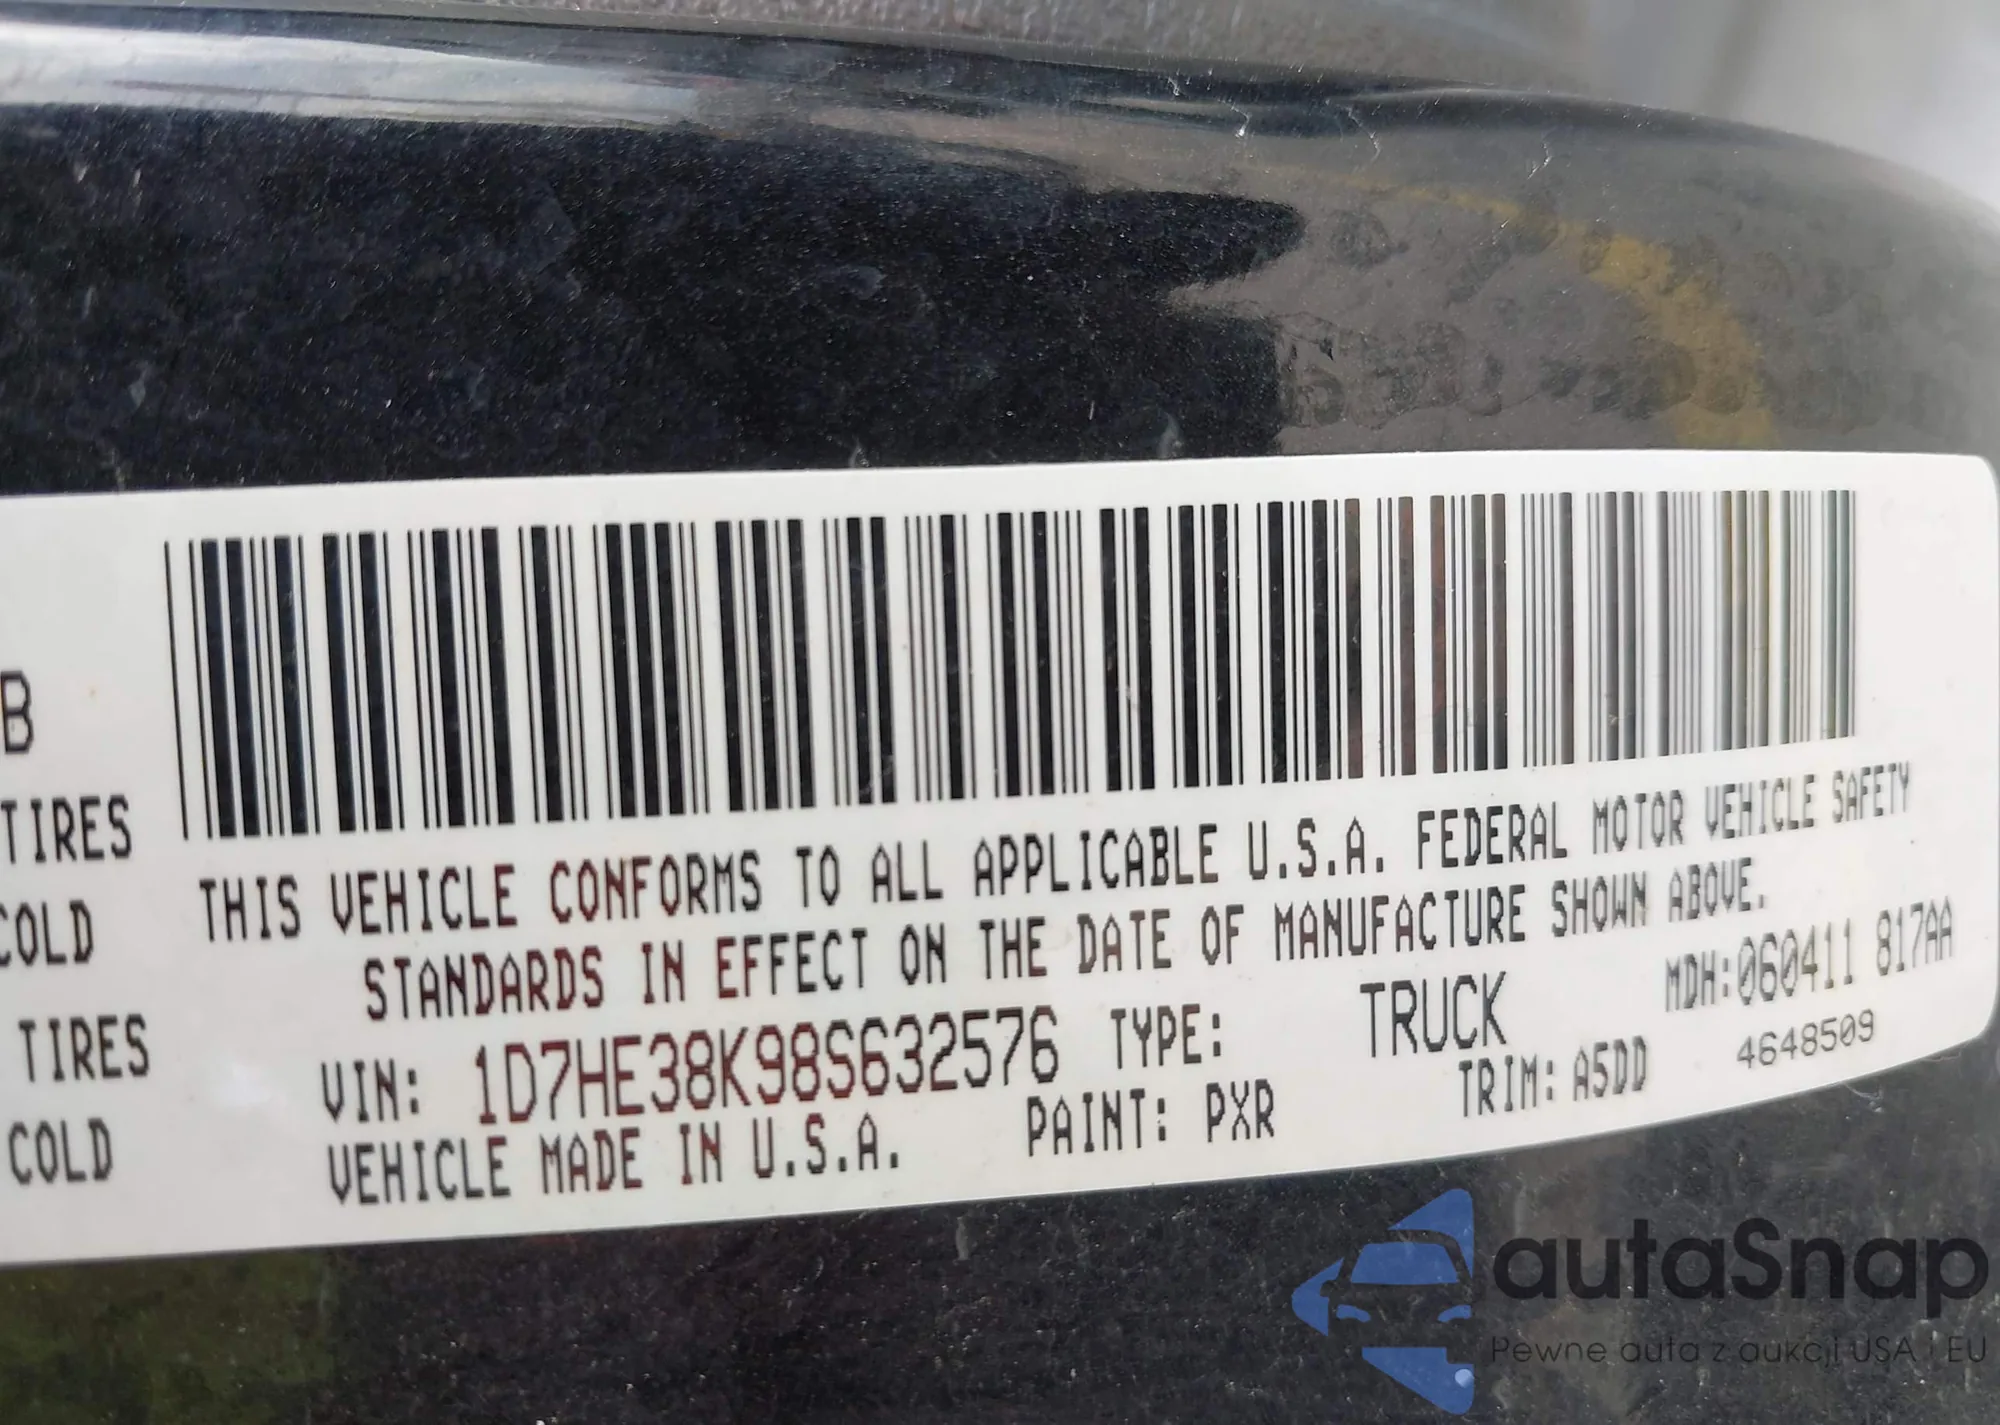 B
TIRES
COLD
TIRES
COLD
THIS VEHICLE CONFORMS TO ALL APPLICABLE U.S.A. FEDERAL MOTOR VEHICLE SAFETY
STANDARDS IN EFFECT ON THE DATE OF MANUFACTURE SHOWN ABOVE.
VIN: 1D7HE38K98S632576 TYPE: TRUCK MDH:060411 817AA
VEHICLE MADE IN U.S.A. PAINT: PXR TRIM: A5DD 4648509
autaSnap
Pewne auta z aukcji USA i EU